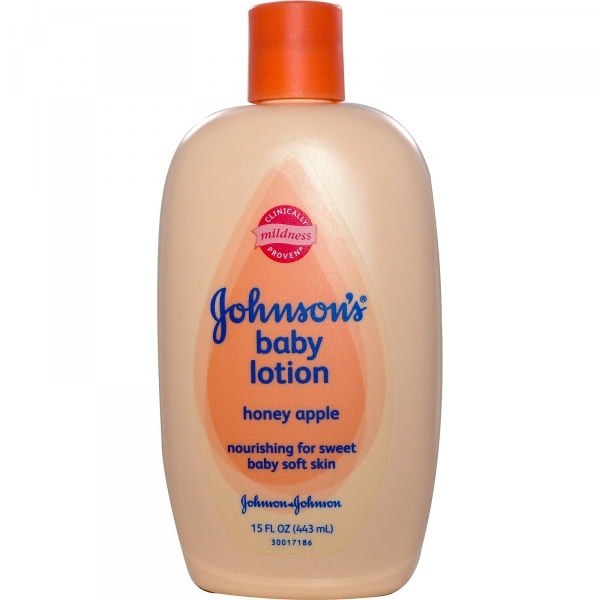 CLINICALLY
mildness
PROVEN®
Johnson's®
baby
lotion
honey apple
nourishing for sweet
baby soft skin
Johnson & Johnson
15 FL OZ (443 mL)
30017186